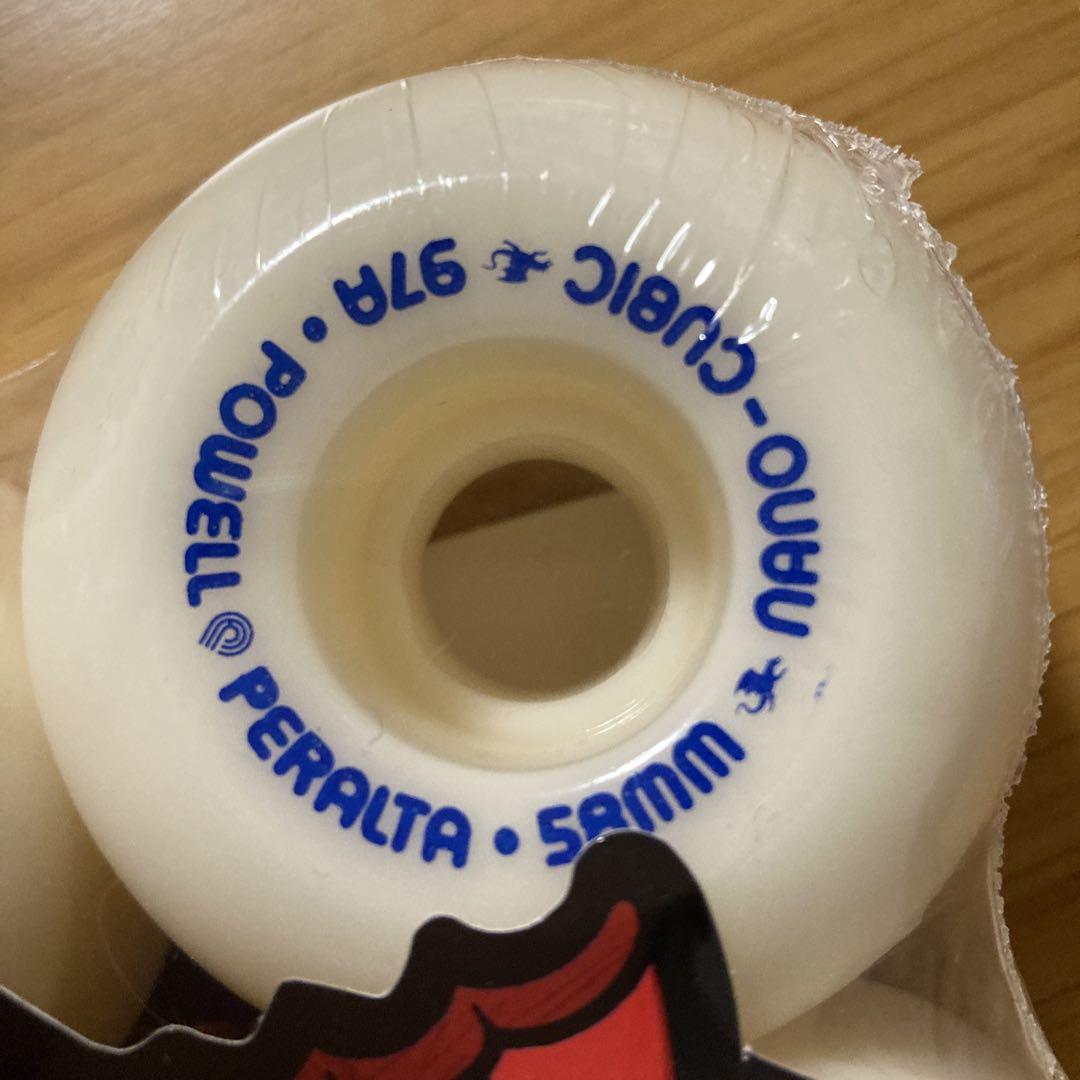 POWELL PERALTA • 58MM
NANO-CUBIC
97A •